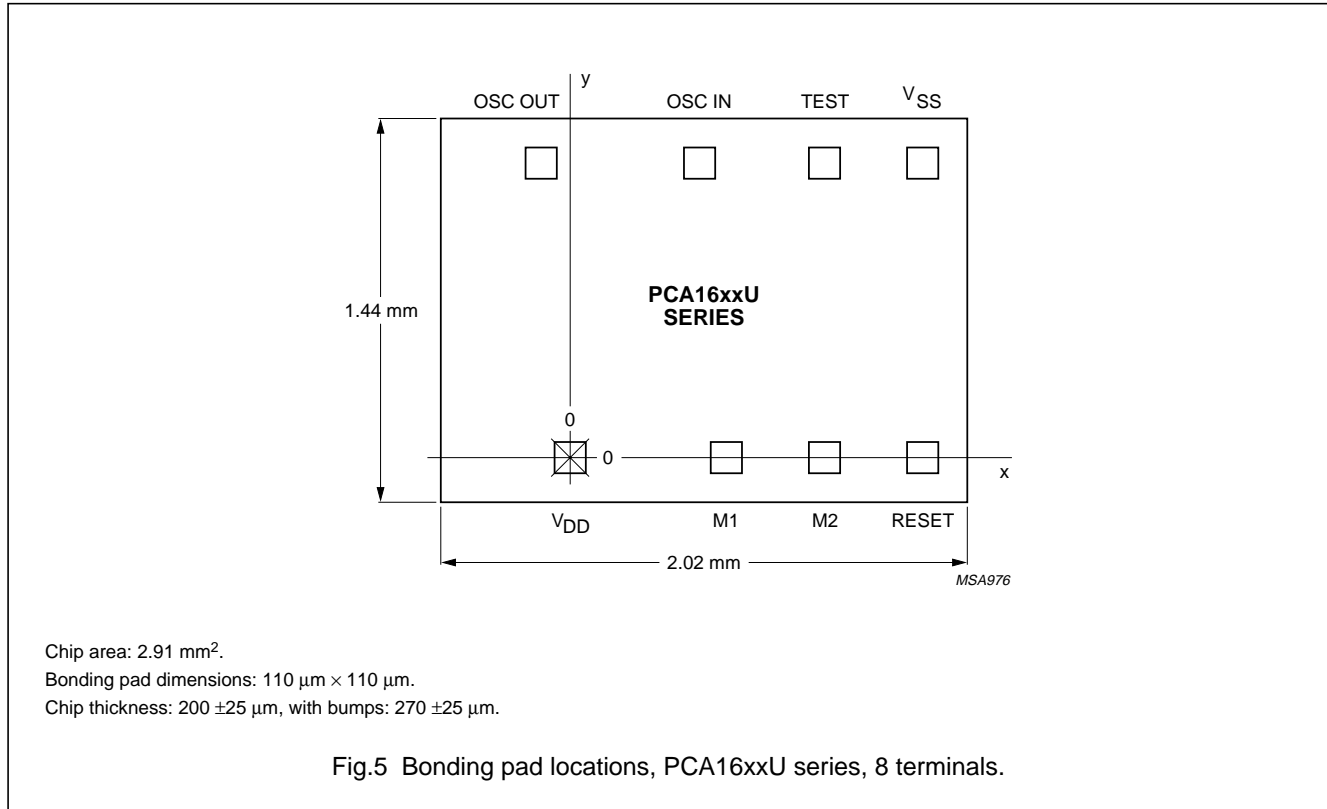 y
OSC OUT
OSC IN
TEST
VSS
1.44 mm
PCA16xxU
SERIES
0
0
x
VDD
M1
M2
RESET
2.02 mm
MSA976
Chip area: 2.91 mm².
Bonding pad dimensions: 110 µm × 110 µm.
Chip thickness: 200 ±25 µm, with bumps: 270 ±25 µm.
Fig.5 Bonding pad locations, PCA16xxU series, 8 terminals.